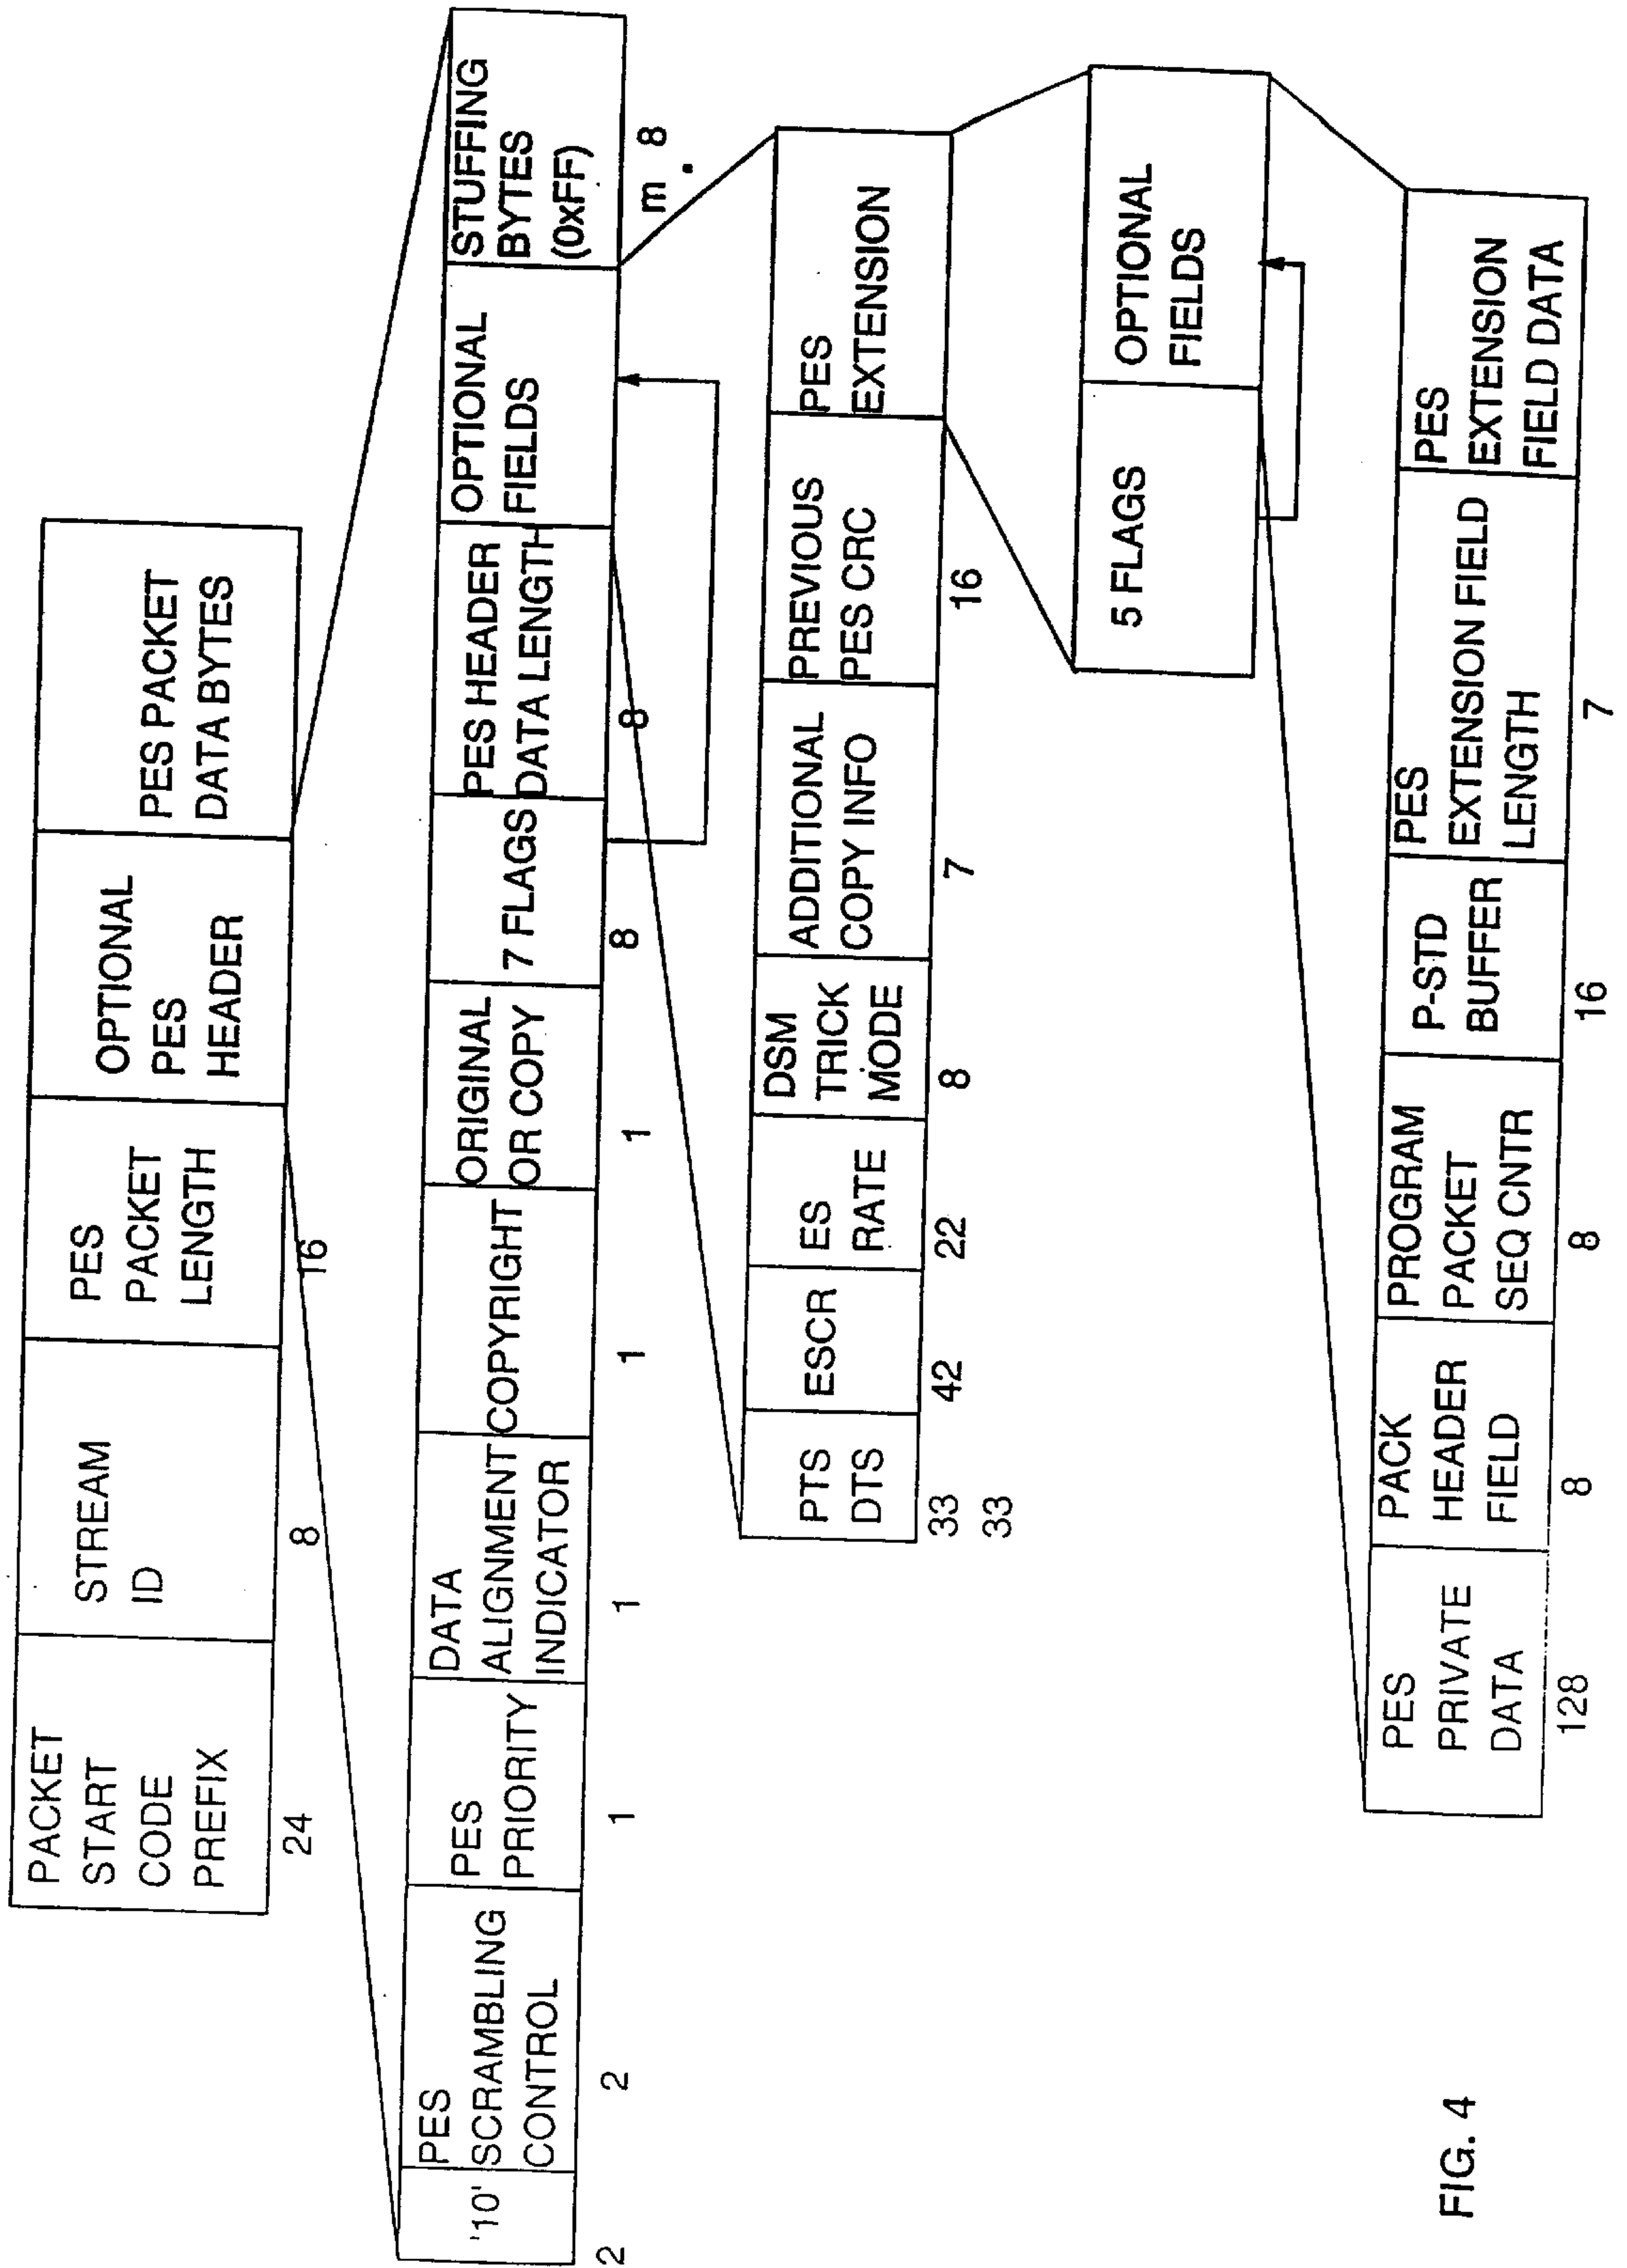 PACKET
START
CODE
PREFIX
24
STREAM
ID
8
PES
PACKET
LENGTH
16
OPTIONAL
PES
HEADER
PES PACKET
DATA BYTES
'10'
2
PES
SCRAMBLING
CONTROL
2
PES
PRIORITY
1
DATA
ALIGNMENT
INDICATOR
1
COPYRIGHT
1
ORIGINAL
OR COPY
1
7 FLAGS
8
PES HEADER
DATA LENGTH
8
OPTIONAL
FIELDS
STUFFING
BYTES
(0xFF)
m . 8
PTS
DTS
33
33
ESCR
42
ES
RATE
22
DSM
TRICK
MODE
8
ADDITIONAL
COPY INFO
7
PREVIOUS
PES CRC
16
PES
EXTENSION
5 FLAGS
OPTIONAL
FIELDS
PES
PRIVATE
DATA
128
PACK
HEADER
FIELD
8
PROGRAM
PACKET
SEQ CNTR
8
P-STD
BUFFER
16
PES
EXTENSION FIELD
LENGTH
7
PES
EXTENSION
FIELD DATA
FIG. 4